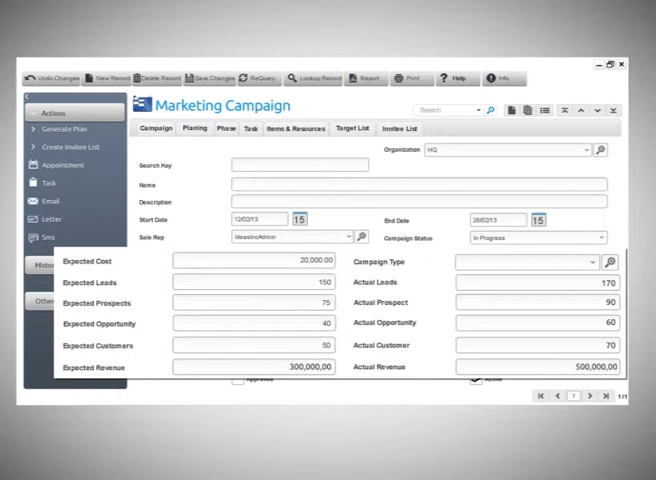 Undo Changes New Record Delete Record Save Changes ReQuery Lookup Record Report Print Help Info
Marketing Campaign
Search
Actions
Generate Plan
Create Invitee List
Appointment
Task
Email
Letter
Sms
Histo
Other
Campaign Planing Phase Task Items & Resources Target List Invitee List
Organization HQ
Search Key
Name
Description
Start Date 12/02/13 15 End Date 28/02/13 15
Sale Rep IdeasIncAdmin Campaign Status In Progress
Expected Cost 20,000.00 Campaign Type
Expected Leads 150 Actual Leads 170
Expected Prospects 75 Actual Prospect 90
Expected Opportunity 40 Actual Opportunity 60
Expected Customers 50 Actual Customer 70
Expected Revenue 300,000,00 Actual Revenue 500,000,00
Approved Active
1 1/1